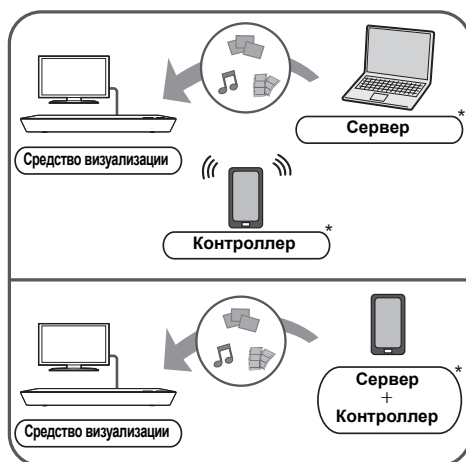 Сервер*
Средство визуализации
Контроллер*
Средство визуализации
Сервер*
+
Контроллер